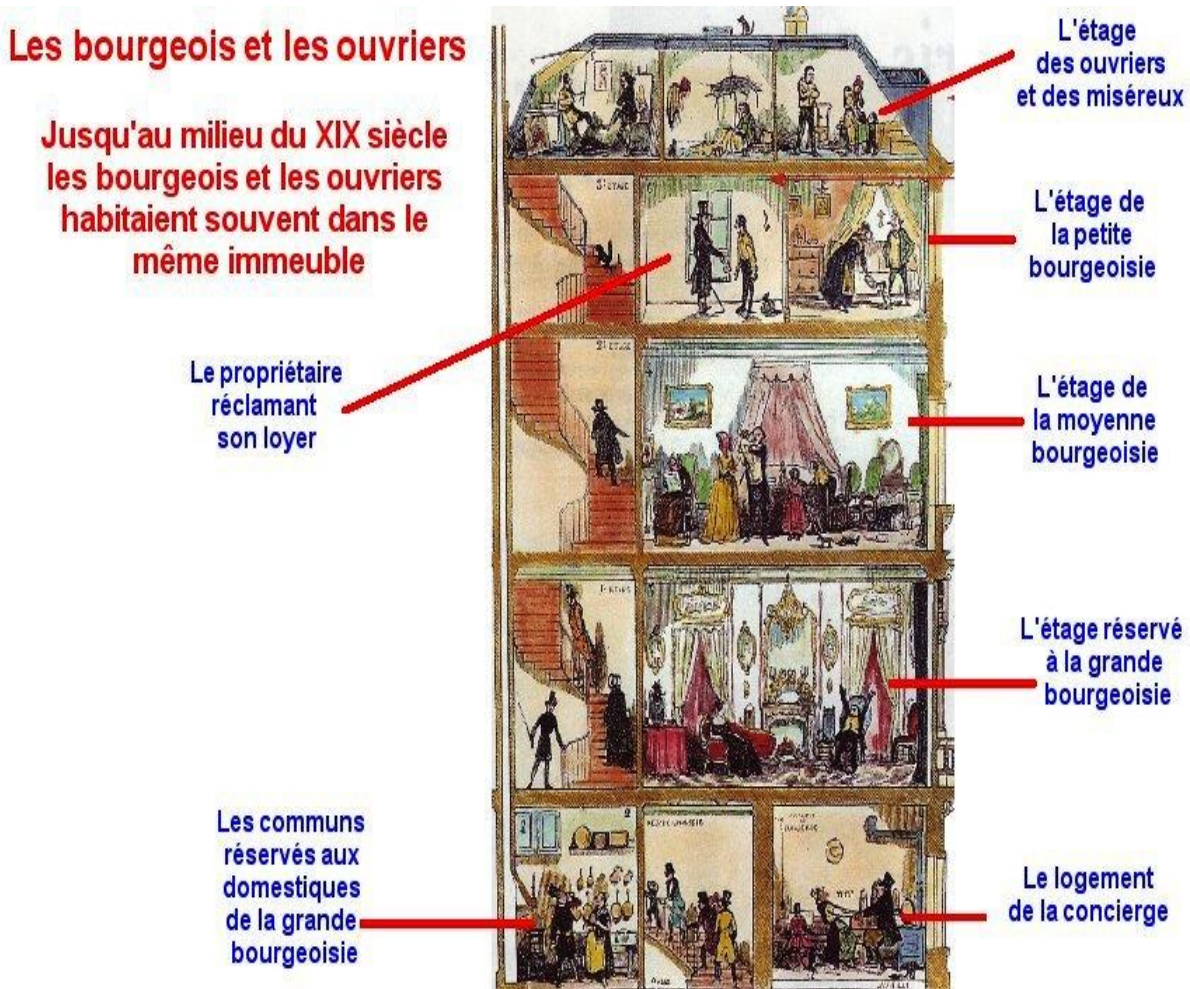 Les bourgeois et les ouvriers
Jusqu'au milieu du XIX siècle
les bourgeois et les ouvriers
habitaient souvent dans le
même immeuble
L'étage
des ouvriers
et des miséreux
L'étage de
la petite
bourgeoisie
Le propriétaire
réclamant
son loyer
L'étage de
la moyenne
bourgeoisie
L'étage réservé
à la grande
bourgeoisie
Les communs
réservés aux
domestiques
de la grande
bourgeoisie
Le logement
de la concierge